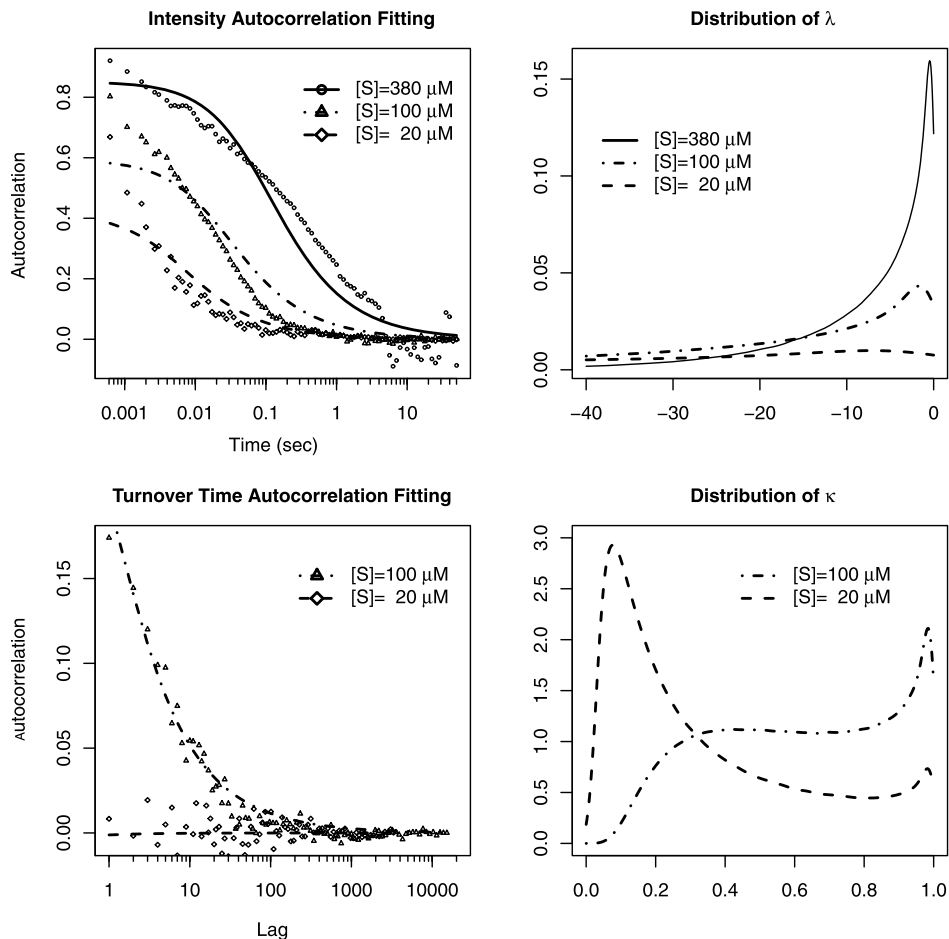 Intensity Autocorrelation Fitting
Autocorrelation
0.8
0.6
0.4
0.2
0.0
[S]=380 μM
[S]=100 μM
[S]= 20 μM
0.001 0.01 0.1 1 10
Time (sec)
Distribution of λ
0.15
0.10
0.05
0.00
[S]=380 μM
[S]=100 μM
[S]= 20 μM
−40 −30 −20 −10 0
Turnover Time Autocorrelation Fitting
Autocorrelation
0.15
0.10
0.05
0.00
[S]=100 μM
[S]= 20 μM
1 10 100 1000 10000
Lag
Distribution of κ
3.0
2.5
2.0
1.5
1.0
0.5
0.0
[S]=100 μM
[S]= 20 μM
0.0 0.2 0.4 0.6 0.8 1.0